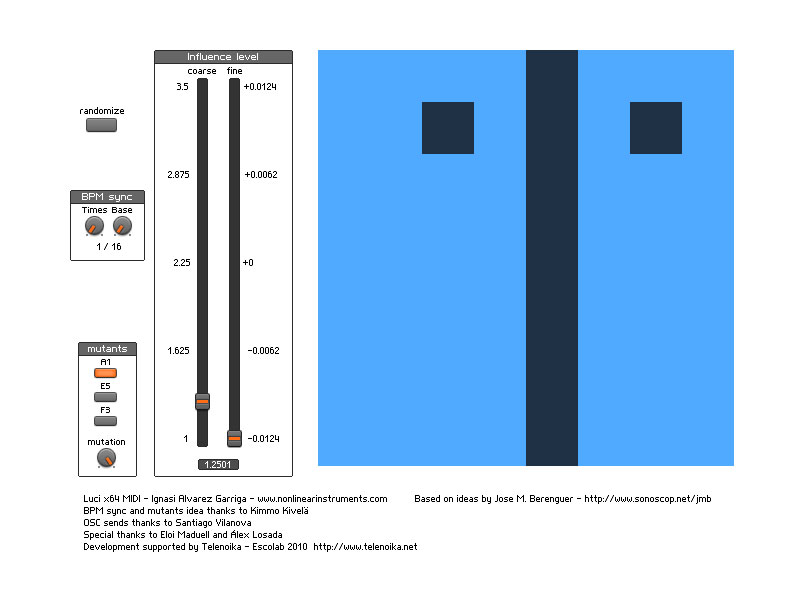 Influence level
coarse fine
3.5 +0.0124
randomize
2.875 +0.0062
BPM sync
Times Base
1 / 16
2.25 +0
mutants
A1
E5
F3
mutation
1.625 -0.0062
1 -0.0124
1.2501
Luci x64 MIDI - Ignasi Alvarez Garriga - www.nonlinearinstruments.com Based on ideas by Jose M. Berenguer - http://www.sonoscop.net/jmb
BPM sync and mutants idea thanks to Kimmo Kivelä
OSC sends thanks to Santiago Vilanova
Special thanks to Eloi Maduell and Álex Losada
Development supported by Telenoika - Escolab 2010 http://www.telenoika.net